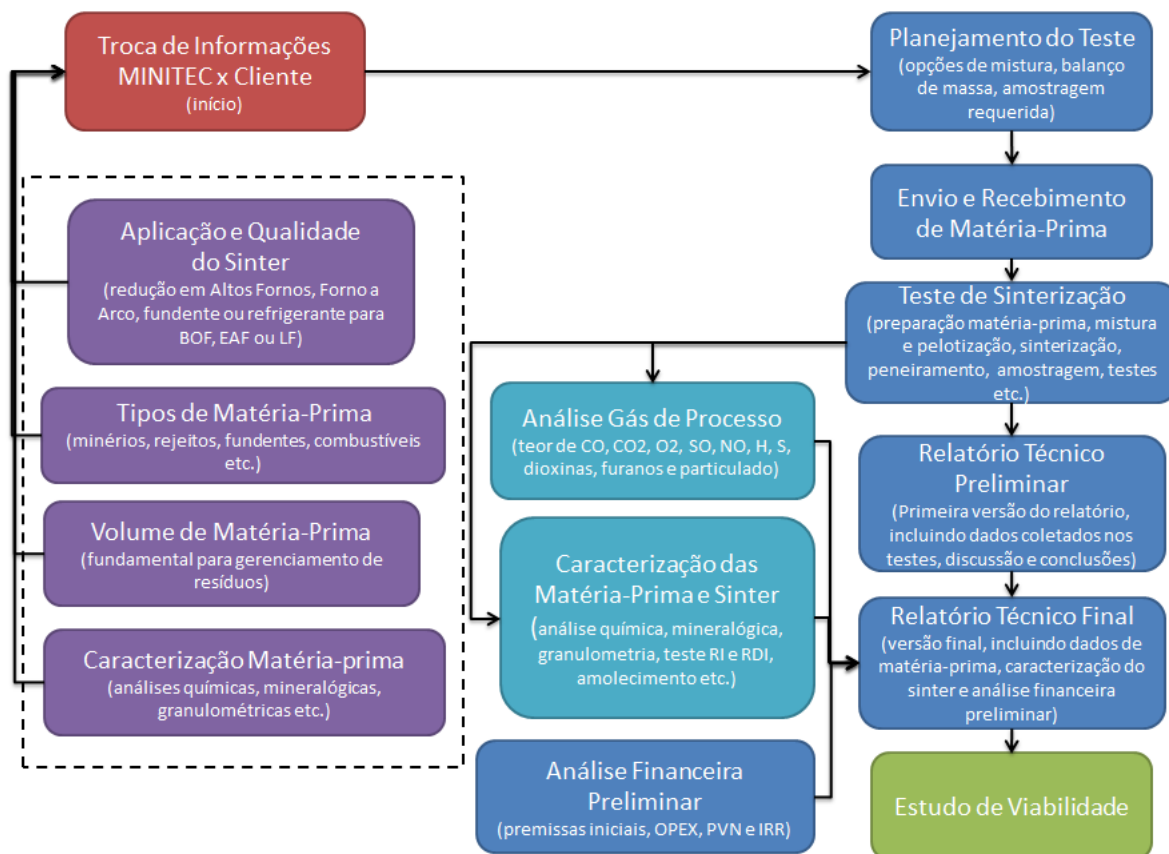 Troca de Informações
MINITEC x Cliente
(início)
Planejamento do Teste
(opções de mistura, balanço
de massa, amostragem
requerida)
Envio e Recebimento
de Matéria-Prima
Aplicação e Qualidade
do Sinter
(redução em Altos Fornos, Forno a
Arco, fundente ou refrigerante para
BOF, EAF ou LF)
Tipos de Matéria-Prima
(minérios, rejeitos, fundentes, combustíveis
etc.)
Volume de Matéria-Prima
(fundamental para gerenciamento de
resíduos)
Caracterização Matéria-prima
(análises químicas, mineralógicas,
granulométricas etc.)
Teste de Sinterização
(preparação matéria-prima, mistura
e pelotização, sinterização,
peneiramento, amostragem, testes
etc.)
Análise Gás de Processo
(teor de CO, CO2, O2, SO, NO, H, S,
dioxinas, furanos e particulado)
Caracterização das
Matéria-Prima e Sinter
(análise química, mineralógica,
granulometria, teste RI e RDI,
amolecimento etc.)
Análise Financeira
Preliminar
(premissas iniciais, OPEX, PVN e IRR)
Relatório Técnico
Preliminar
(Primeira versão do relatório,
incluindo dados coletados nos
testes, discussão e conclusões)
Relatório Técnico Final
(versão final, incluindo dados de
matéria-prima, caracterização do
sinter e análise financeira
preliminar)
Estudo de Viabilidade